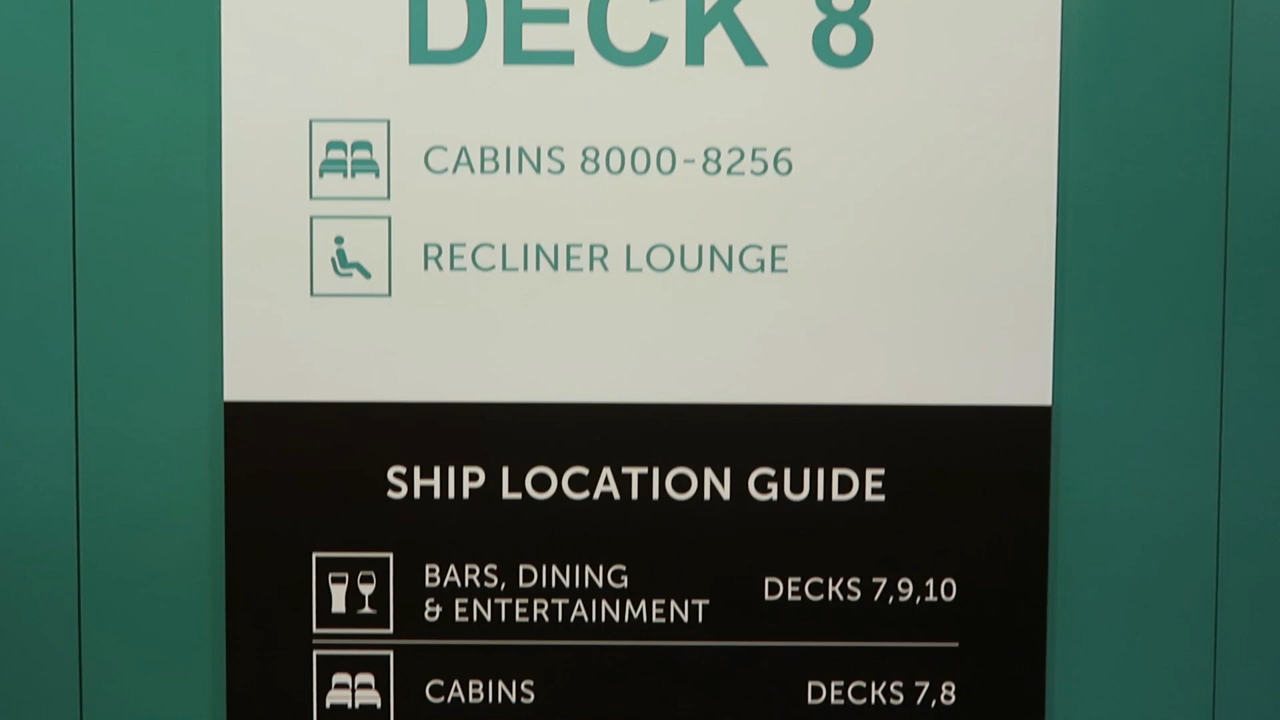 DECK 8
CABINS 8000-8256
RECLINER LOUNGE
SHIP LOCATION GUIDE
BARS, DINING
& ENTERTAINMENT
DECKS 7,9,10
CABINS
DECKS 7,8